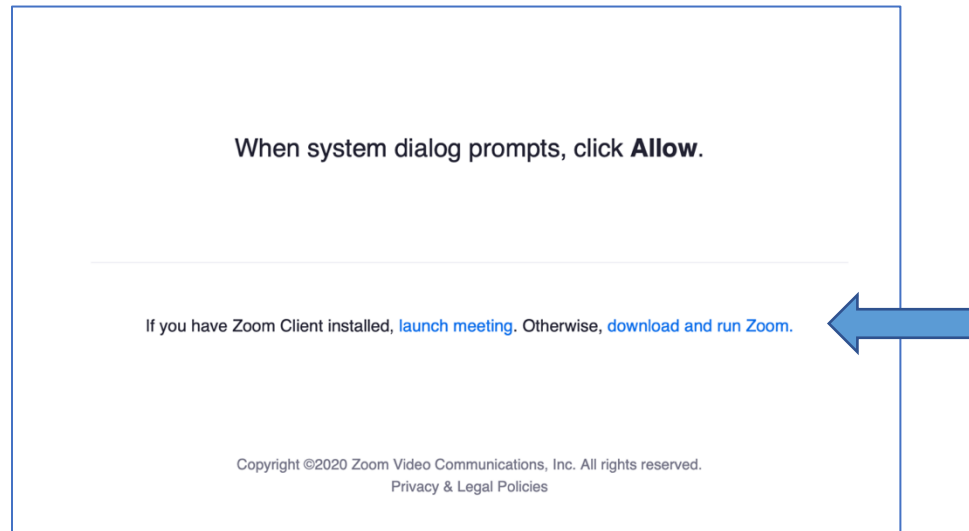 When system dialog prompts, click Allow.
If you have Zoom Client installed, launch meeting. Otherwise, download and run Zoom.
Copyright ©2020 Zoom Video Communications, Inc. All rights reserved.
Privacy & Legal Policies